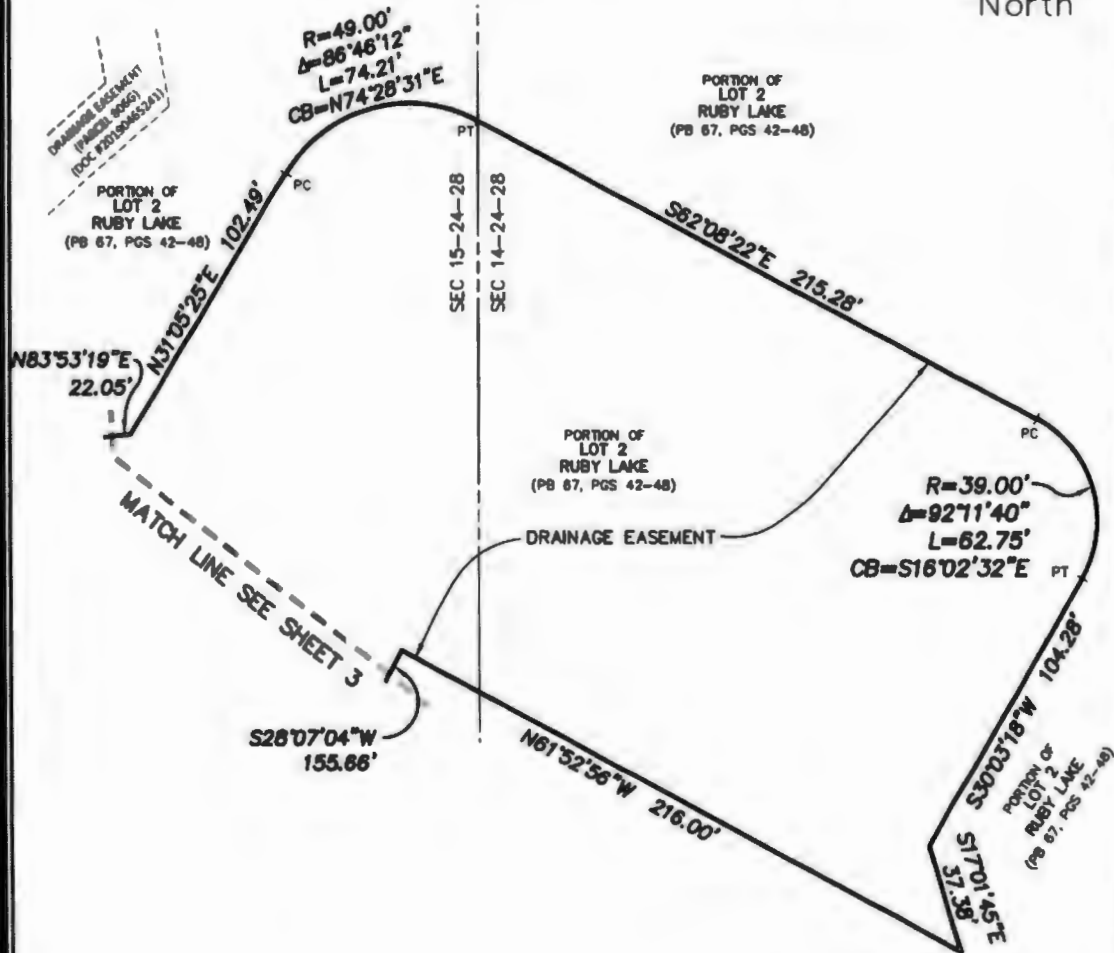 North
R=49.00'
Δ=86°46'12"
L=74.21'
CB=N74°28'31"E
DRAINAGE EASEMENT
(PARCEL 806G)
(DOC #20190465241)
PORTION OF
LOT 2
RUBY LAKE
(PB 67, PGS 42-48)
PT
PORTION OF
LOT 2
RUBY LAKE
(PB 67, PGS 42-48)
PC
N31°05'25"E 102.49'
SEC 15-24-28
SEC 14-24-28
S62°08'22"E 215.28'
N83°53'19"E
22.05'
PC
PORTION OF
LOT 2
RUBY LAKE
(PB 67, PGS 42-48)
R=39.00'
Δ=92°11'40"
L=62.75'
CB=S16°02'32"E
PT
DRAINAGE EASEMENT
MATCH LINE SEE SHEET 3
S28°07'04"W
155.66'
N61°52'56"W 216.00'
S30°03'18"W 104.28'
PORTION OF
LOT 2
RUBY LAKE
(PB 67, PGS 42-48)
S17°01'45"E
37.38'